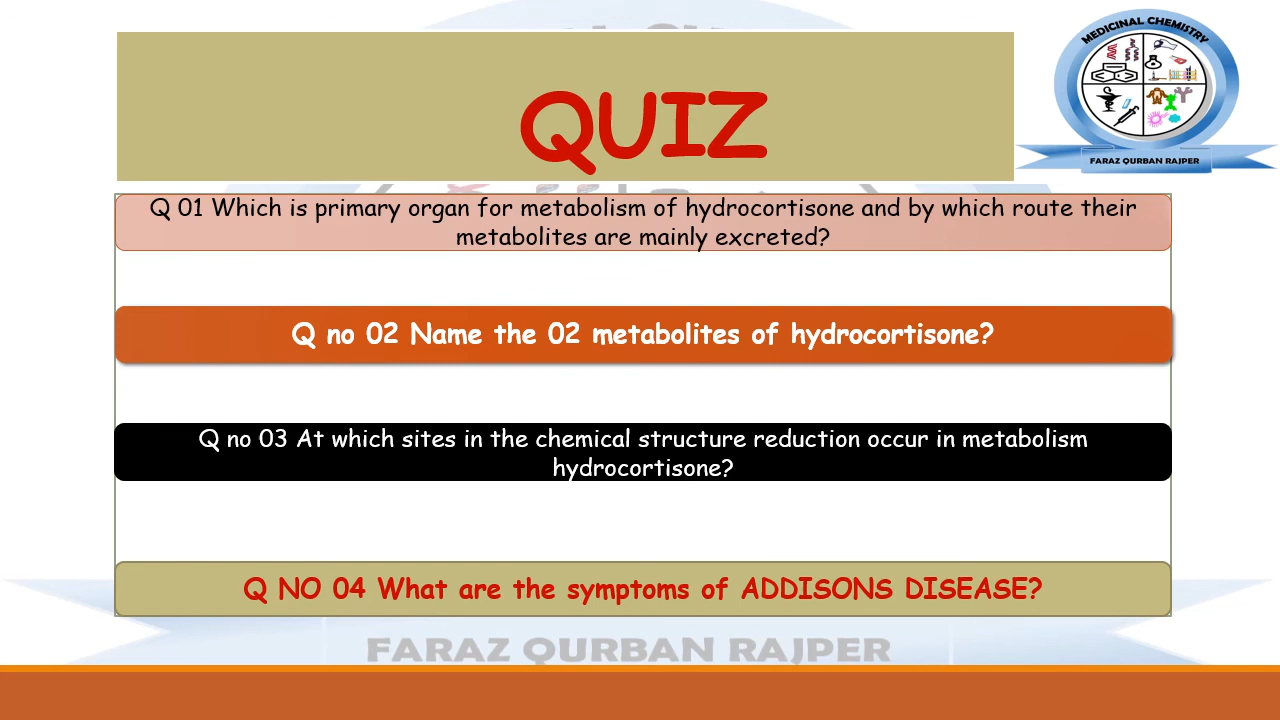 QUIZ
MEDICINAL CHEMISTRY
FARAZ QURBAN RAJPER
Q 01 Which is primary organ for metabolism of hydrocortisone and by which route their
metabolites are mainly excreted?
Q no 02 Name the 02 metabolites of hydrocortisone?
Q no 03 At which sites in the chemical structure reduction occur in metabolism
hydrocortisone?
Q NO 04 What are the symptoms of ADDISONS DISEASE?
FARAZ QURBAN RAJPER